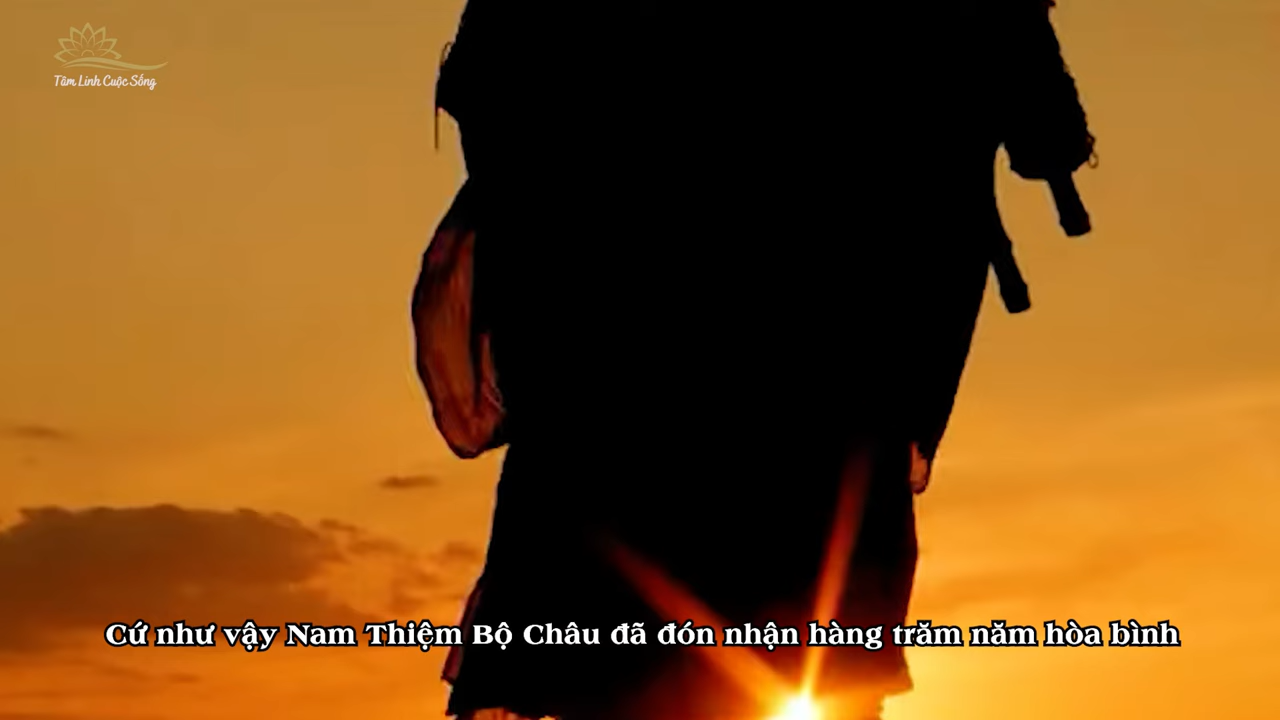 Tâm Linh Cuộc Sống
Cứ như vậy Nam Thiệm Bộ Châu đã đón nhận hàng trăm năm hòa bình